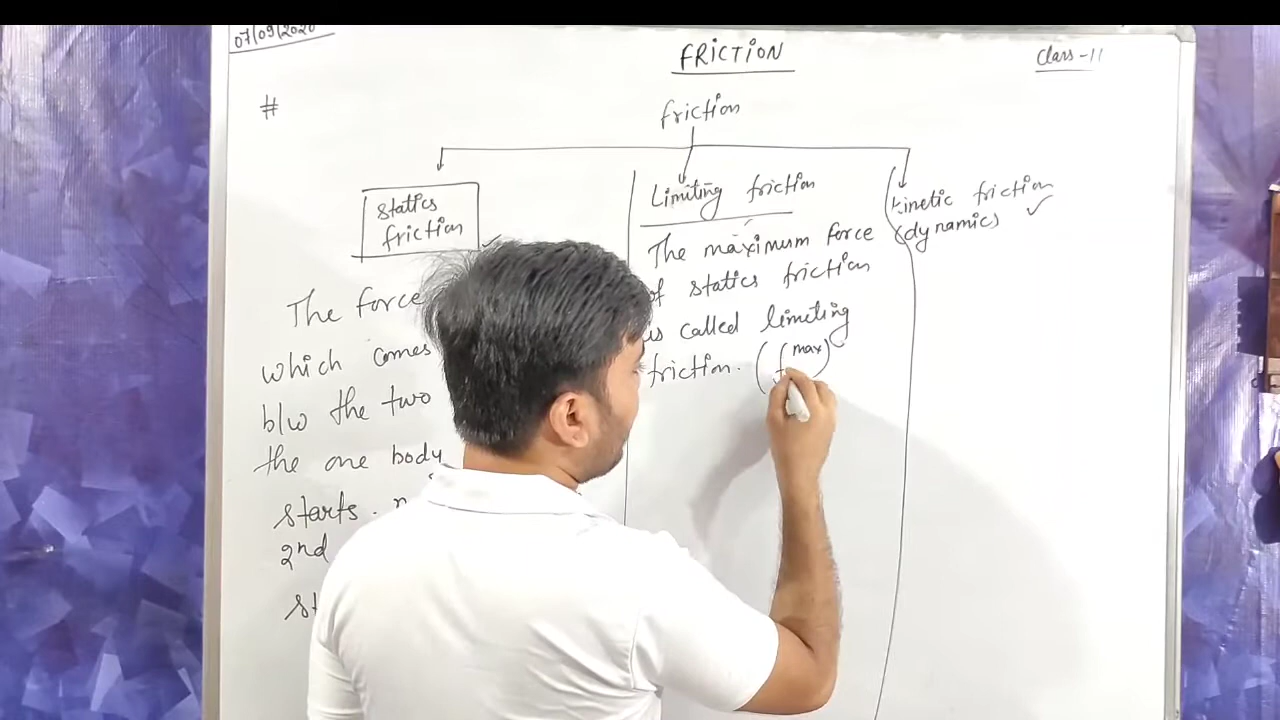 07/09/2020
FRICTION
Class-11
#
friction
statics
friction
The force
which comes
b/w the two
the one body
starts.
2nd
Limiting friction
The maximum force
of statics friction
is called limiting
friction. (f max)
kinetic friction
(dynamics)